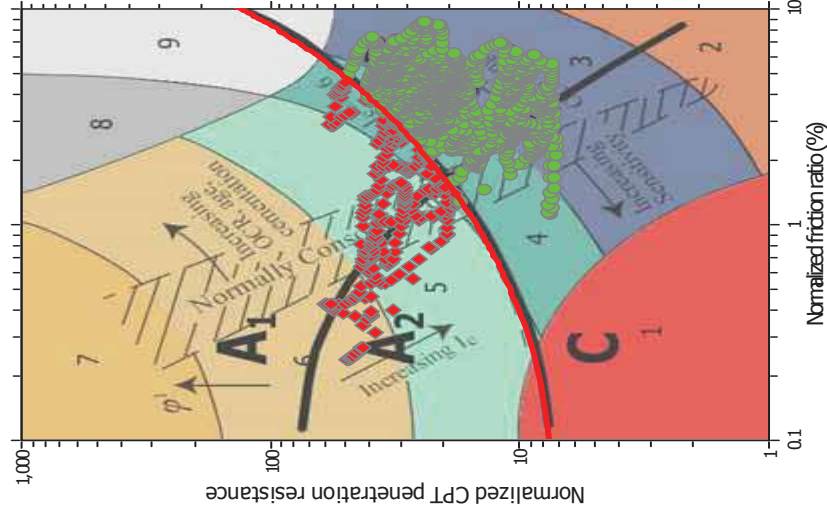 Normalized CPT penetration resistance
1,000
100
10
1
0.1
1
10
Normalized friction ratio (%)
7
8
9
φ'
Increasing
OCR, age,
cementation
A1
6
Normally Conso
A2
5
Increasing Ic
4
3
2
C
1
Increasing
Sensitivity